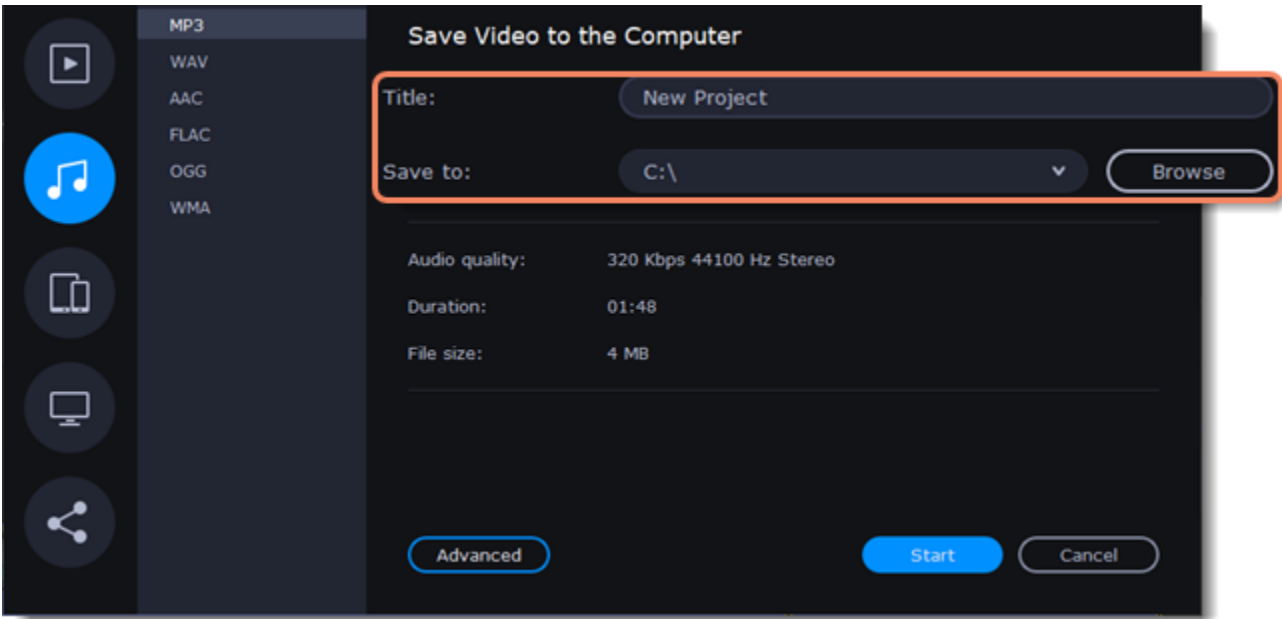 MP3
WAV
AAC
FLAC
OGG
WMA
Save Video to the Computer
Title: New Project
Save to: C:\ Browse
Audio quality: 320 Kbps 44100 Hz Stereo
Duration: 01:48
File size: 4 MB
Advanced Start Cancel